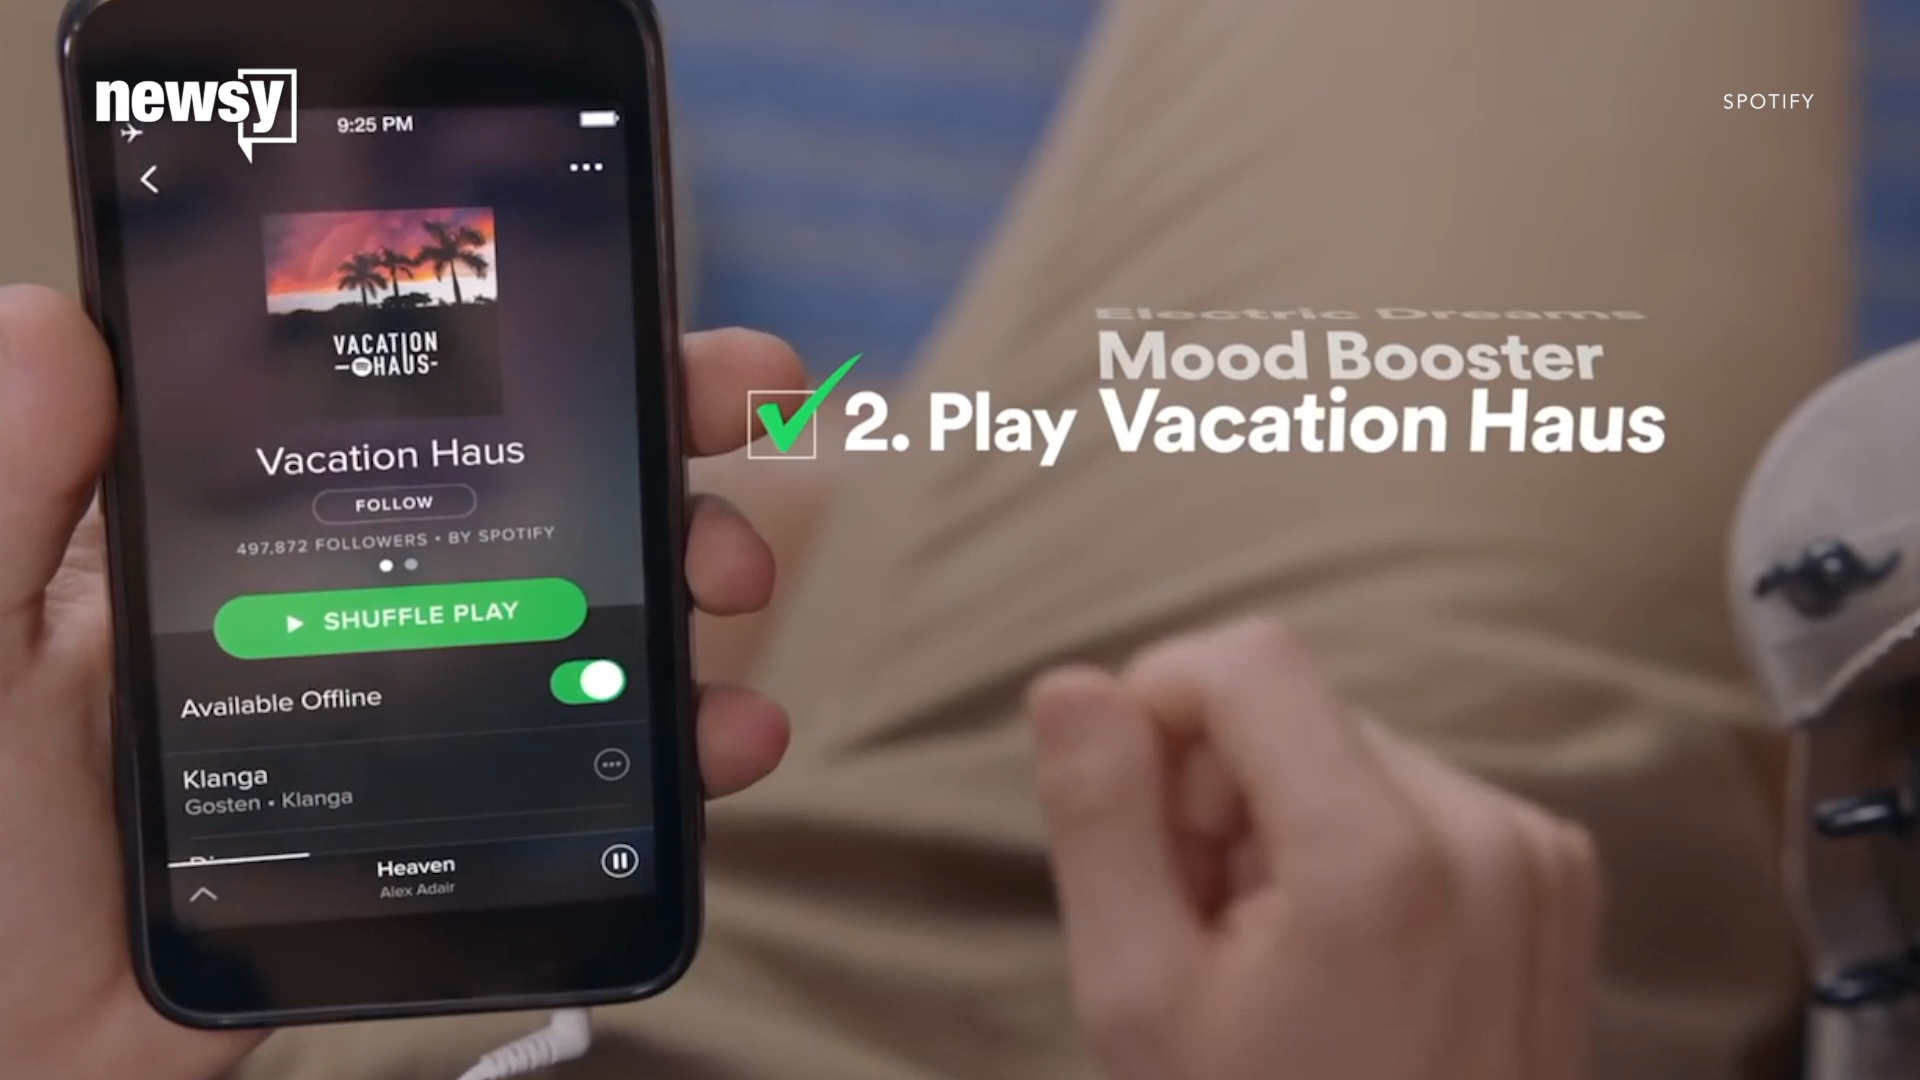 newsy
SPOTIFY
9:25 PM
VACATION
HAUS
Vacation Haus
FOLLOW
497,872 FOLLOWERS • BY SPOTIFY
SHUFFLE PLAY
Available Offline
Klanga
Gosten • Klanga
Heaven
Alex Adair
Electric Dreams
Mood Booster
2. Play Vacation Haus